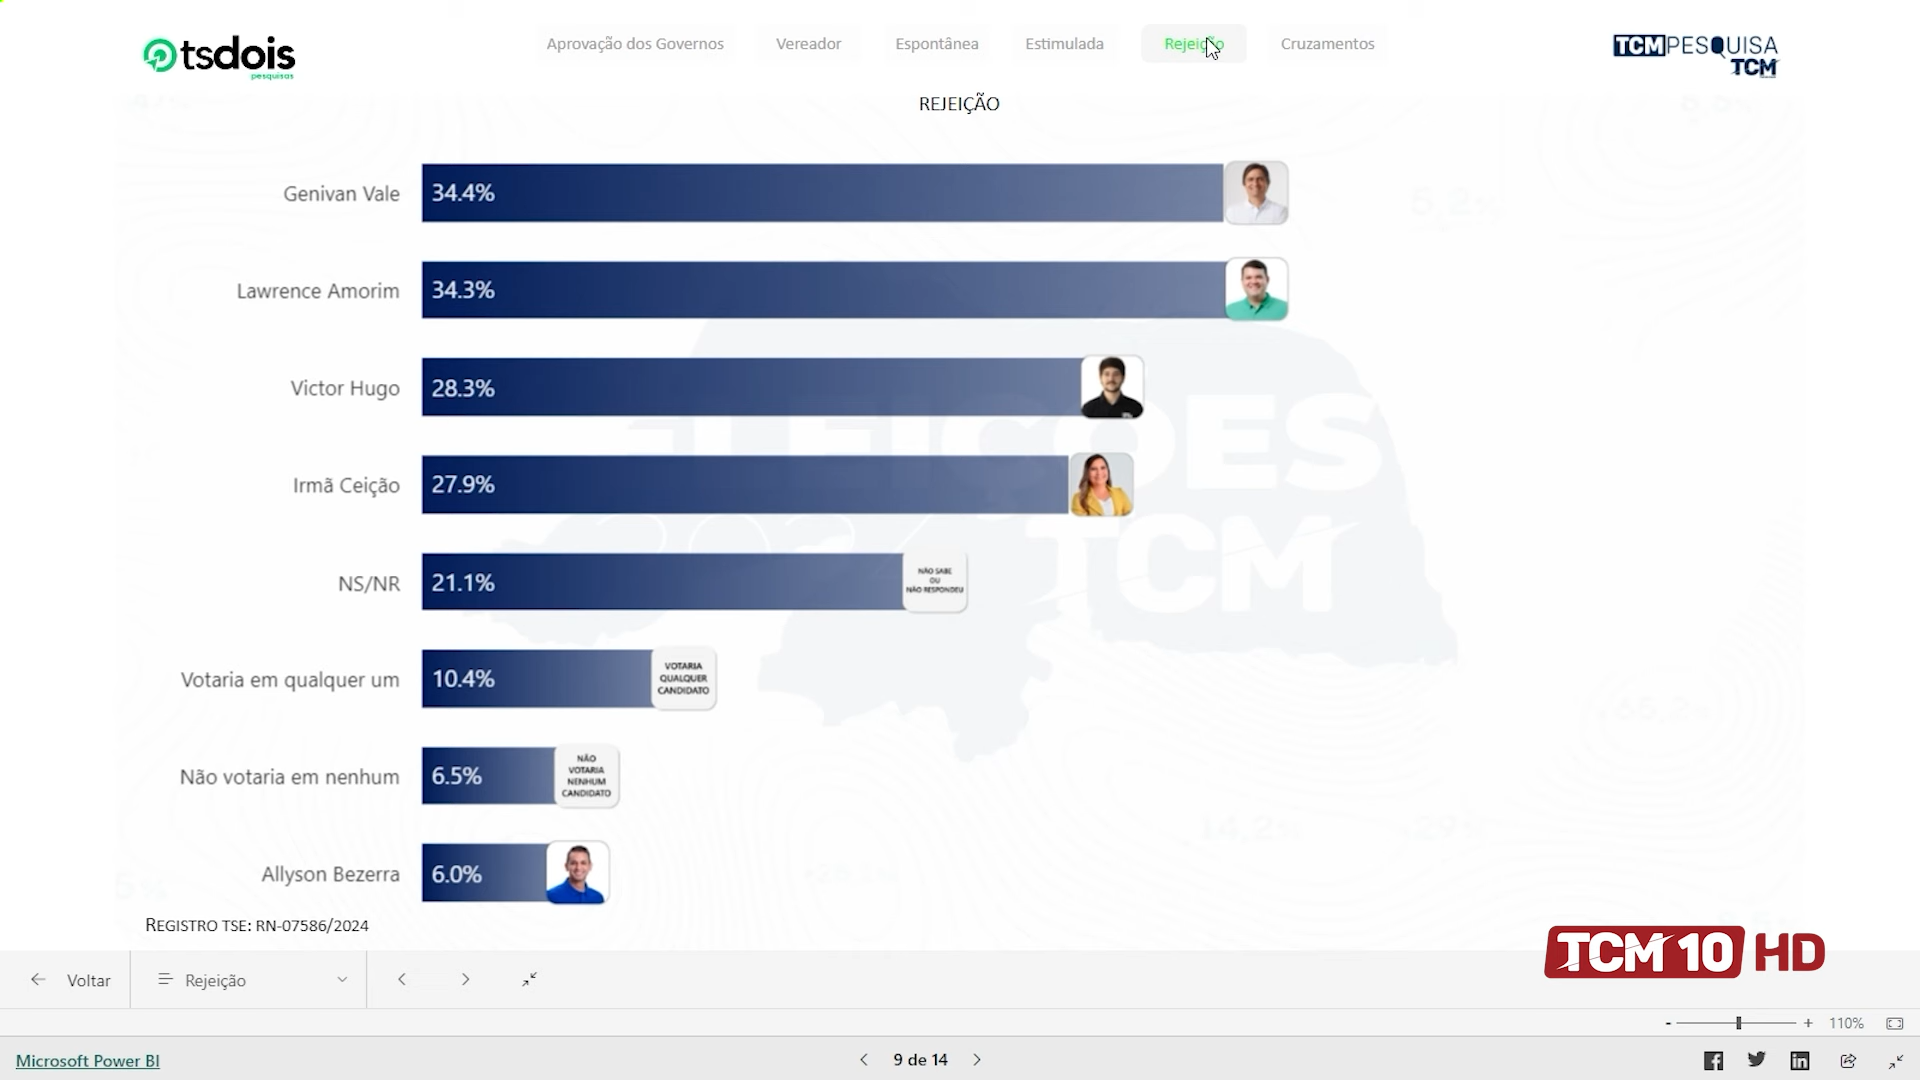 tsdois
pesquisas
Aprovação dos Governos
Vereador
Espontânea
Estimulada
Rejeição
Cruzamentos
TCM PESQUISA
TCM
REJEIÇÃO
Genivan Vale
34.4%
Lawrence Amorim
34.3%
Victor Hugo
28.3%
Irmã Ceição
27.9%
NS/NR
21.1%
NÃO SABE
OU
NÃO RESPONDEU
Votaria em qualquer um
10.4%
VOTARIA
QUALQUER
CANDIDATO
Não votaria em nenhum
6.5%
NÃO
VOTARIA
NENHUM
CANDIDATO
Allyson Bezerra
6.0%
ELEIÇÕES
2024 TCM
REGISTRO TSE: RN-07586/2024
TCM 10 HD
Voltar
Rejeição
- + 110%
Microsoft Power BI
9 de 14